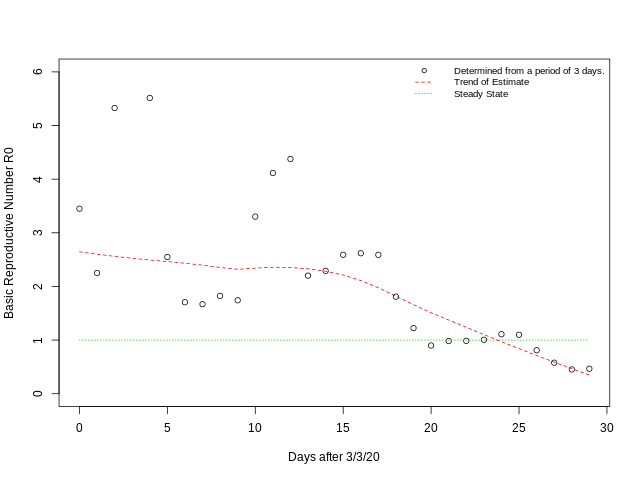 Determined from a period of 3 days.
Trend of Estimate
Steady State
Basic Reproductive Number R0
6
5
4
3
2
1
0
0 5 10 15 20 25 30
Days after 3/3/20